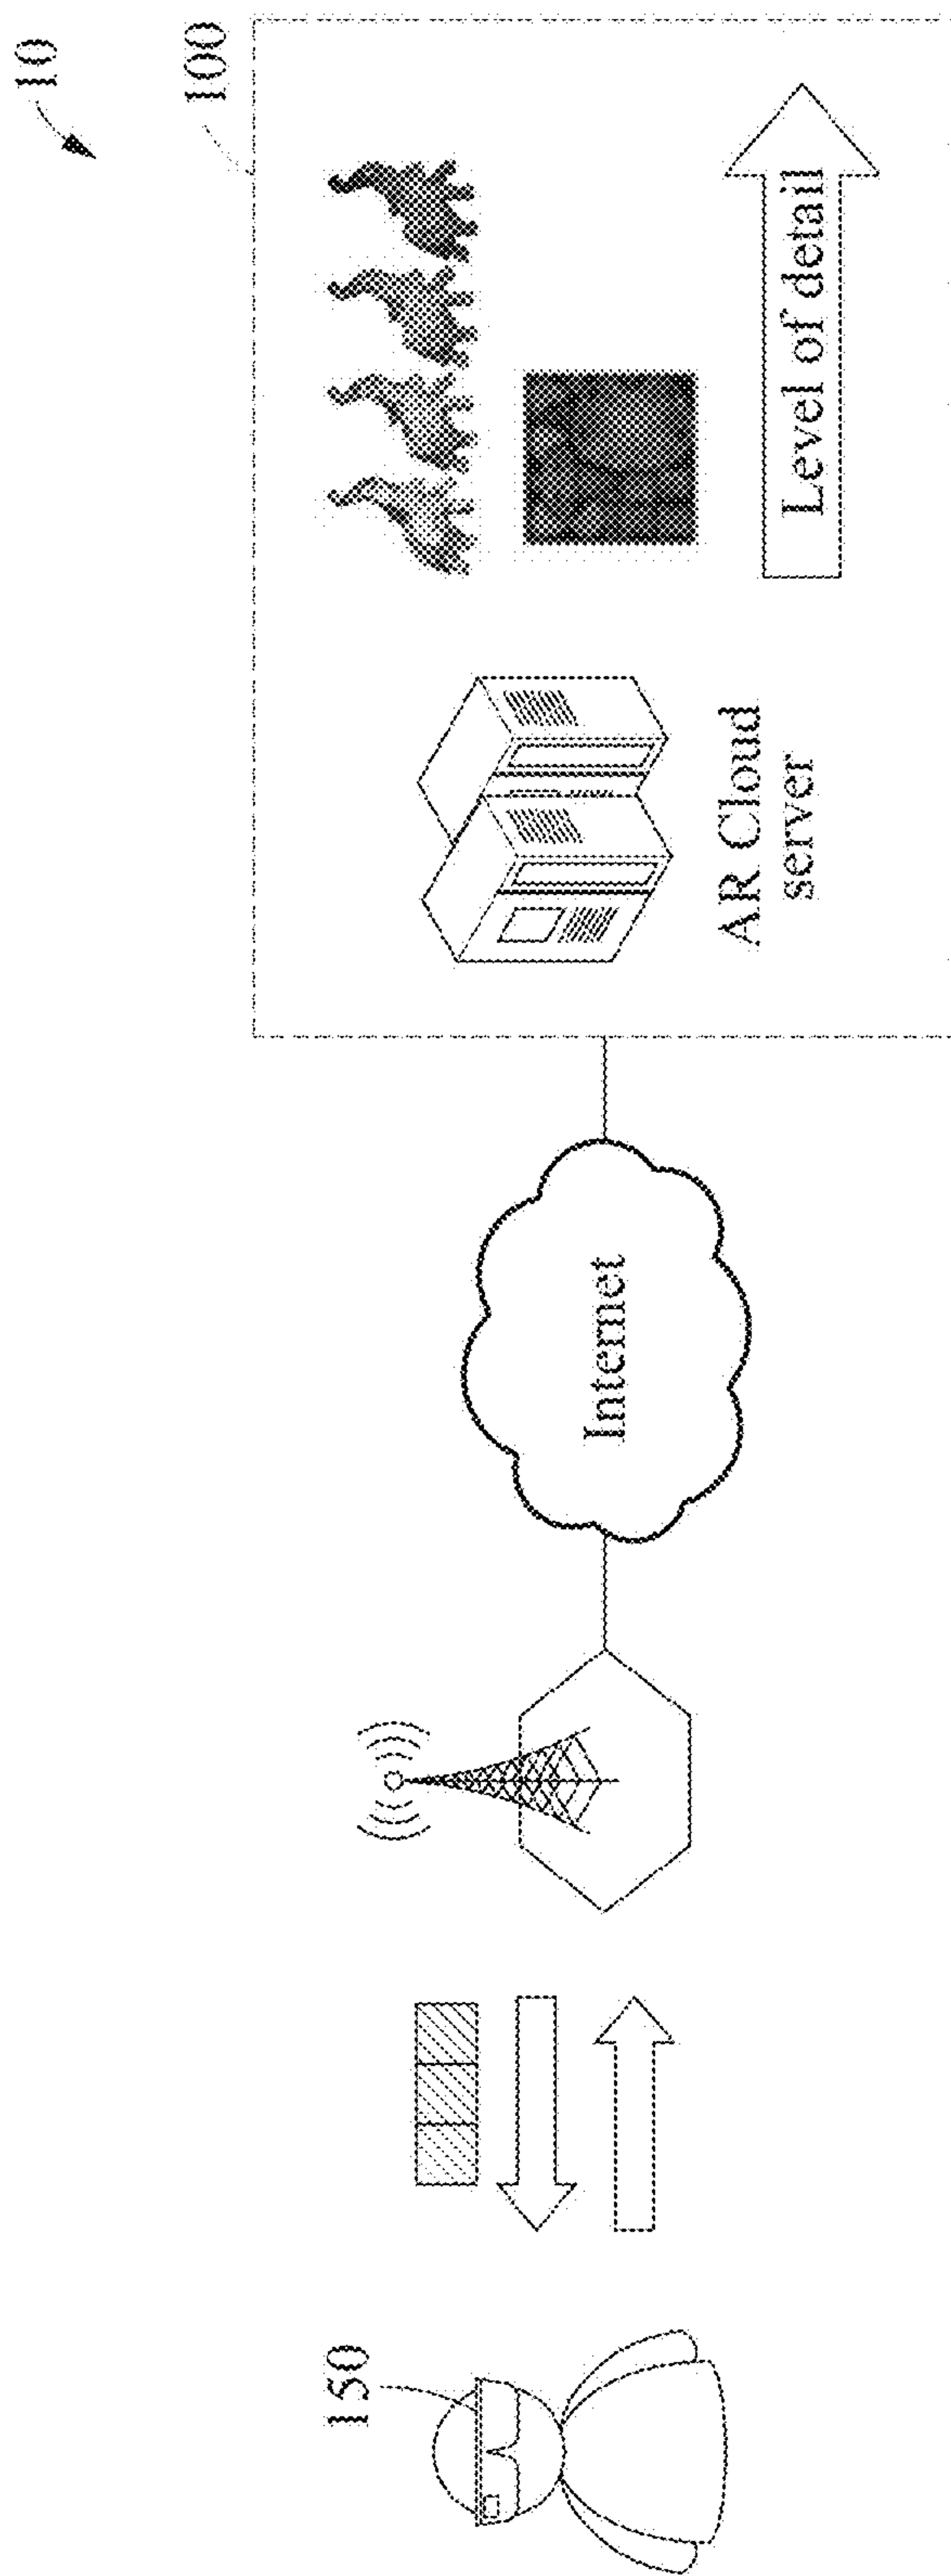 10
100
150
Internet
AR Cloud
server
Level of detail